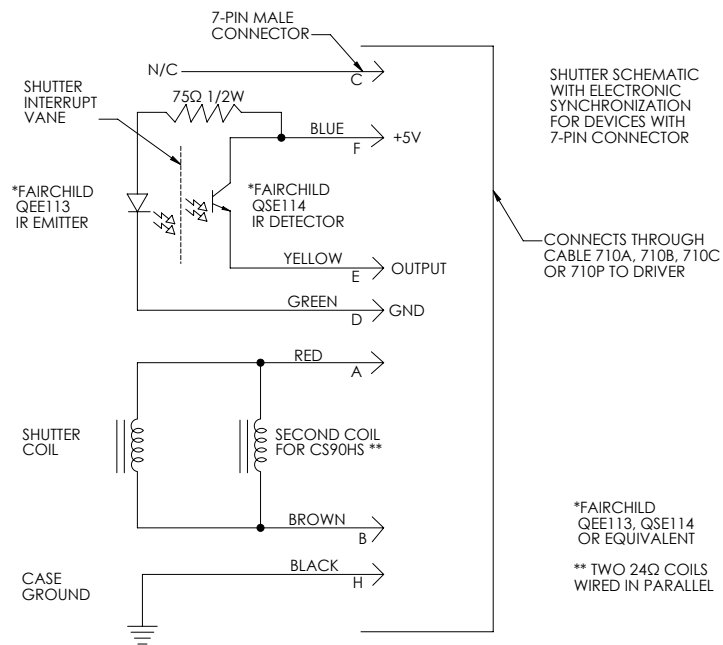 7-PIN MALE
CONNECTOR
N/C
C
SHUTTER
INTERRUPT
VANE
75Ω 1/2W
BLUE
F
+5V
*FAIRCHILD
QEE113
IR EMITTER
*FAIRCHILD
QSE114
IR DETECTOR
YELLOW
E
OUTPUT
GREEN
D
GND
RED
A
SHUTTER
COIL
SECOND COIL
FOR CS90HS **
BROWN
B
BLACK
H
CASE
GROUND
SHUTTER SCHEMATIC
WITH ELECTRONIC
SYNCHRONIZATION
FOR DEVICES WITH
7-PIN CONNECTOR
CONNECTS THROUGH
CABLE 710A, 710B, 710C
OR 710P TO DRIVER
*FAIRCHILD
QEE113, QSE114
OR EQUIVALENT
** TWO 24Ω COILS
WIRED IN PARALLEL